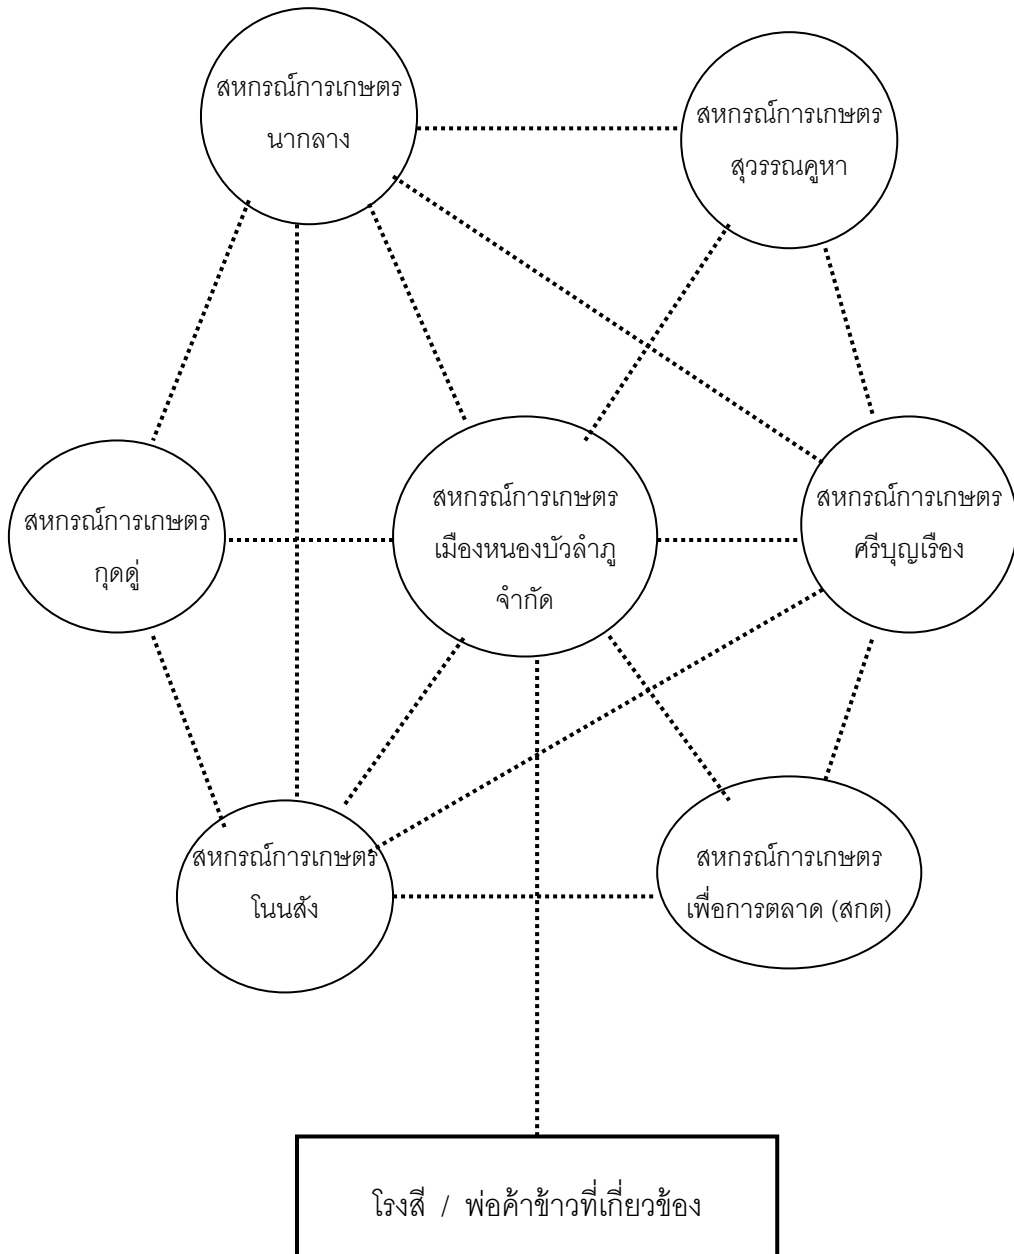 สหกรณ์การเกษตร
นากลาง
สหกรณ์การเกษตร
สุวรรณคูหา
สหกรณ์การเกษตร
กุดดู่
สหกรณ์การเกษตร
เมืองหนองบัวลำภู
จำกัด
สหกรณ์การเกษตร
ศรีบุญเรือง
สหกรณ์การเกษตร
โนนสัง
สหกรณ์การเกษตร
เพื่อการตลาด (สกต)
โรงสี / พ่อค้าข้าวที่เกี่ยวข้อง